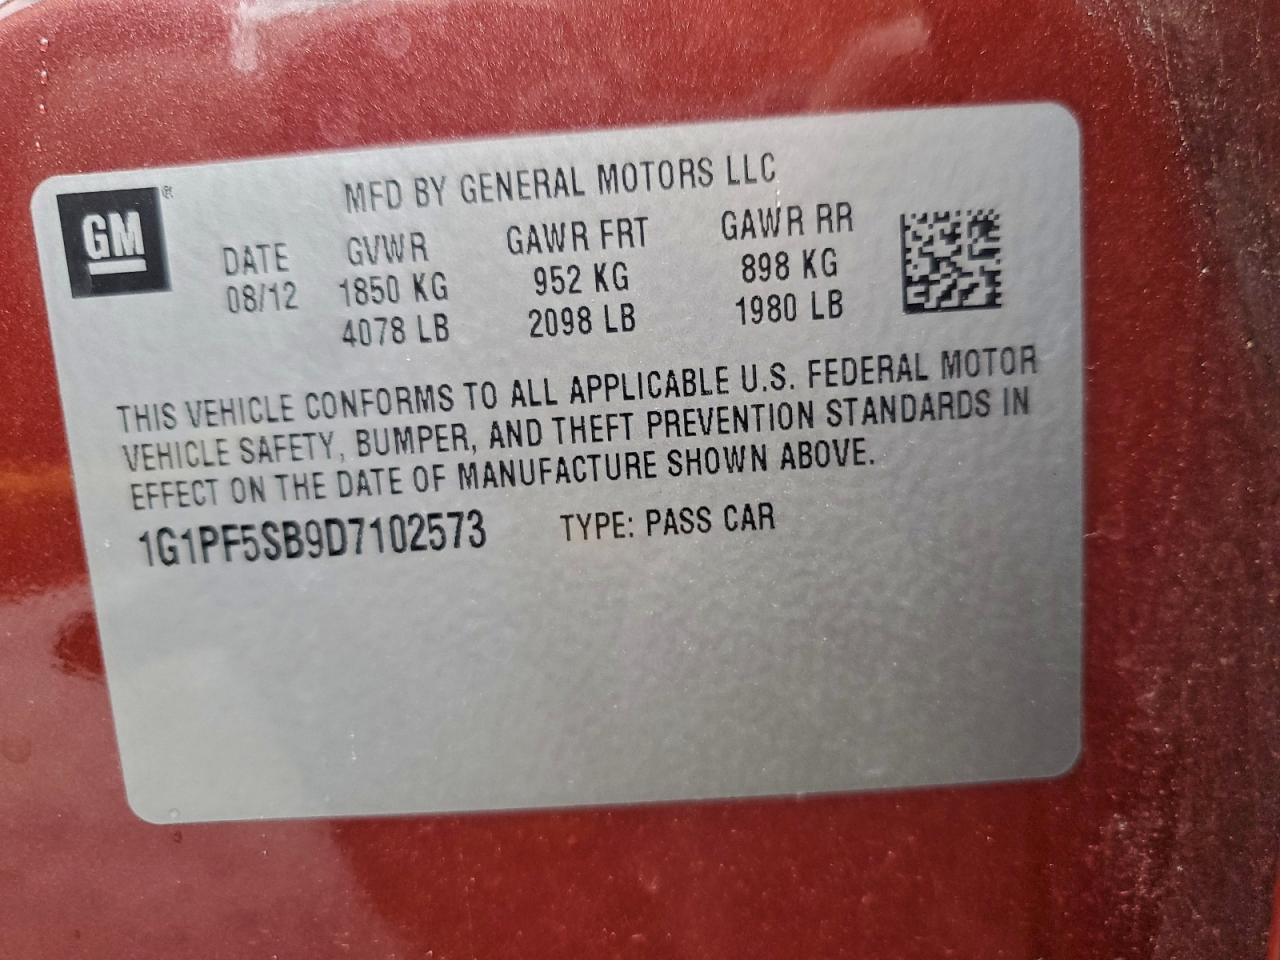 GM ®
MFD BY GENERAL MOTORS LLC
DATE GVWR GAWR FRT GAWR RR
08/12 1850 KG 952 KG 898 KG
4078 LB 2098 LB 1980 LB
THIS VEHICLE CONFORMS TO ALL APPLICABLE U.S. FEDERAL MOTOR
VEHICLE SAFETY, BUMPER, AND THEFT PREVENTION STANDARDS IN
EFFECT ON THE DATE OF MANUFACTURE SHOWN ABOVE.
1G1PF5SB9D7102573 TYPE: PASS CAR